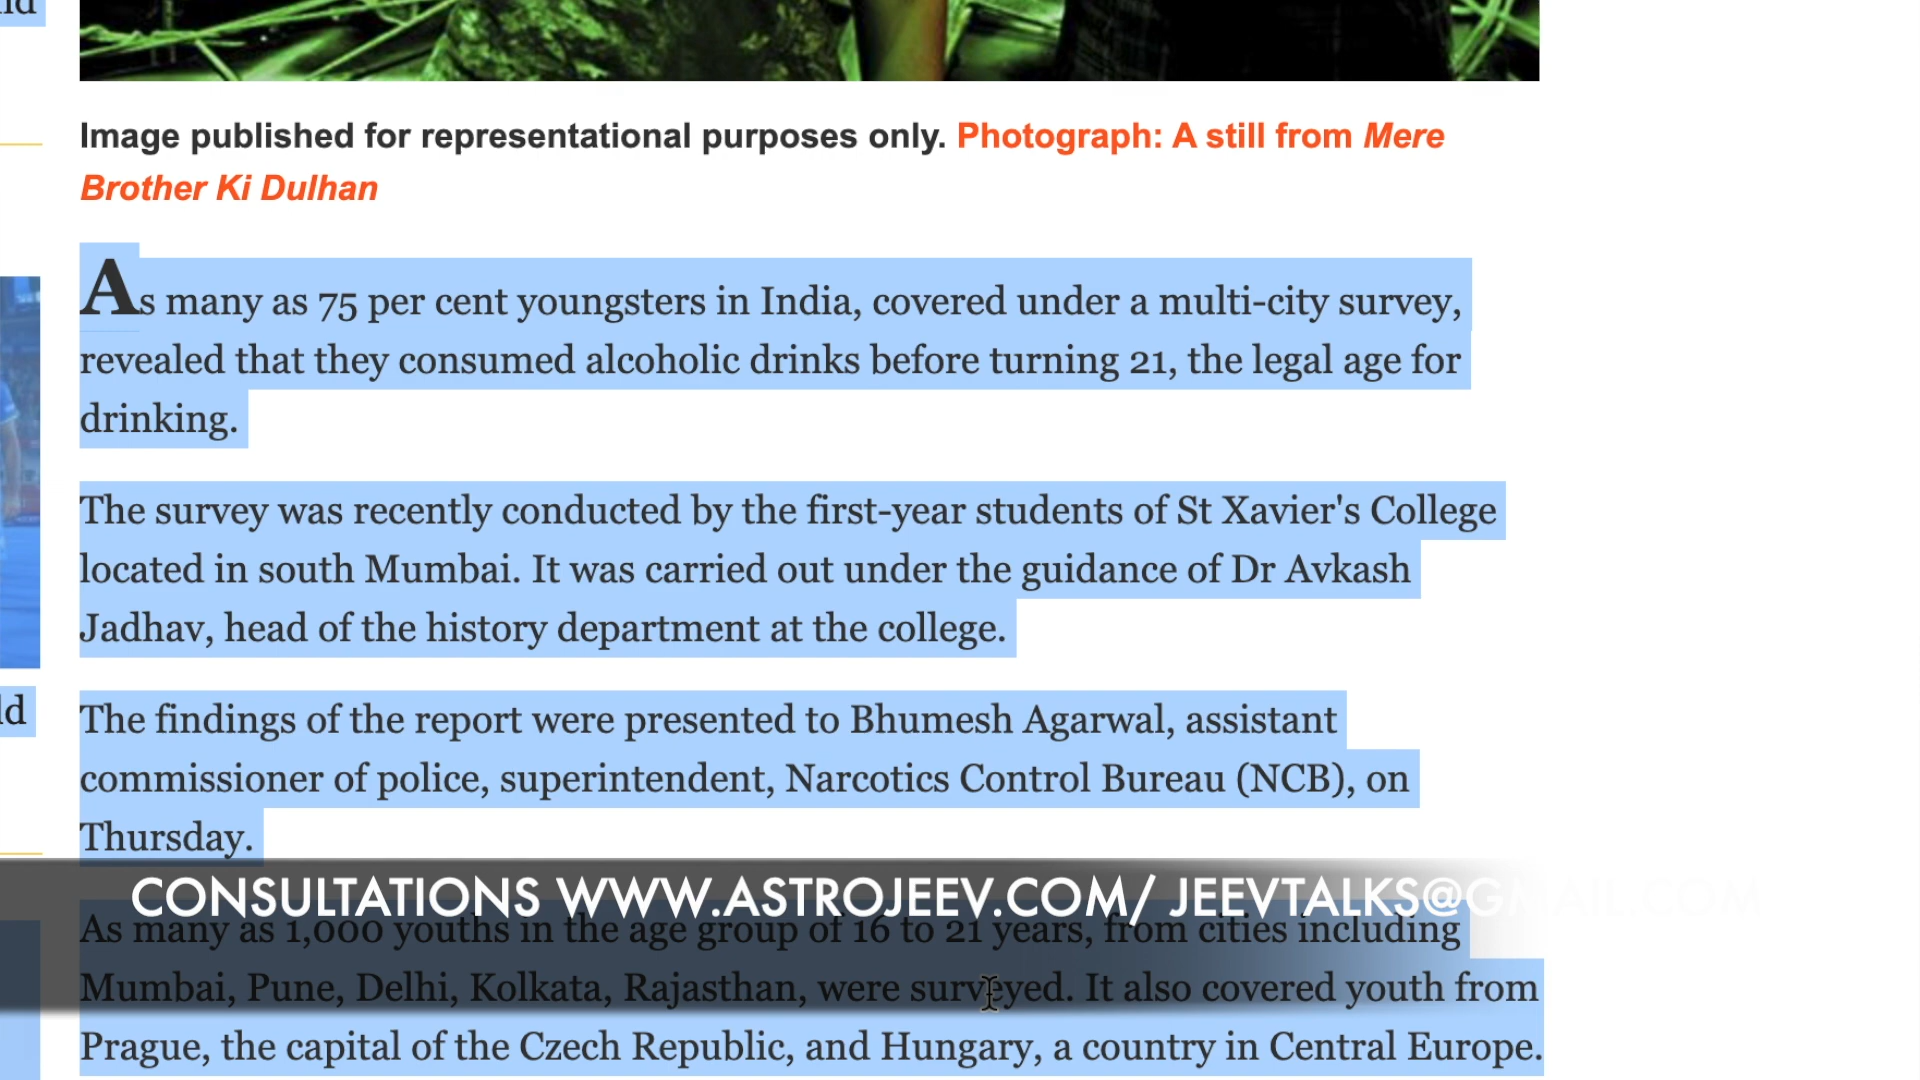 Image published for representational purposes only. Photograph: A still from Mere
Brother Ki Dulhan
As many as 75 per cent youngsters in India, covered under a multi-city survey,
revealed that they consumed alcoholic drinks before turning 21, the legal age for
drinking.
The survey was recently conducted by the first-year students of St Xavier's College
located in south Mumbai. It was carried out under the guidance of Dr Avkash
Jadhav, head of the history department at the college.
The findings of the report were presented to Bhumesh Agarwal, assistant
commissioner of police, superintendent, Narcotics Control Bureau (NCB), on
Thursday.
CONSULTATIONS WWW.ASTROJEEV.COM/ JEEVTALKS@GMAIL.COM
As many as 1,000 youths in the age group of 16 to 21 years, from cities including
Mumbai, Pune, Delhi, Kolkata, Rajasthan, were surveyed. It also covered youth from
Prague, the capital of the Czech Republic, and Hungary, a country in Central Europe.